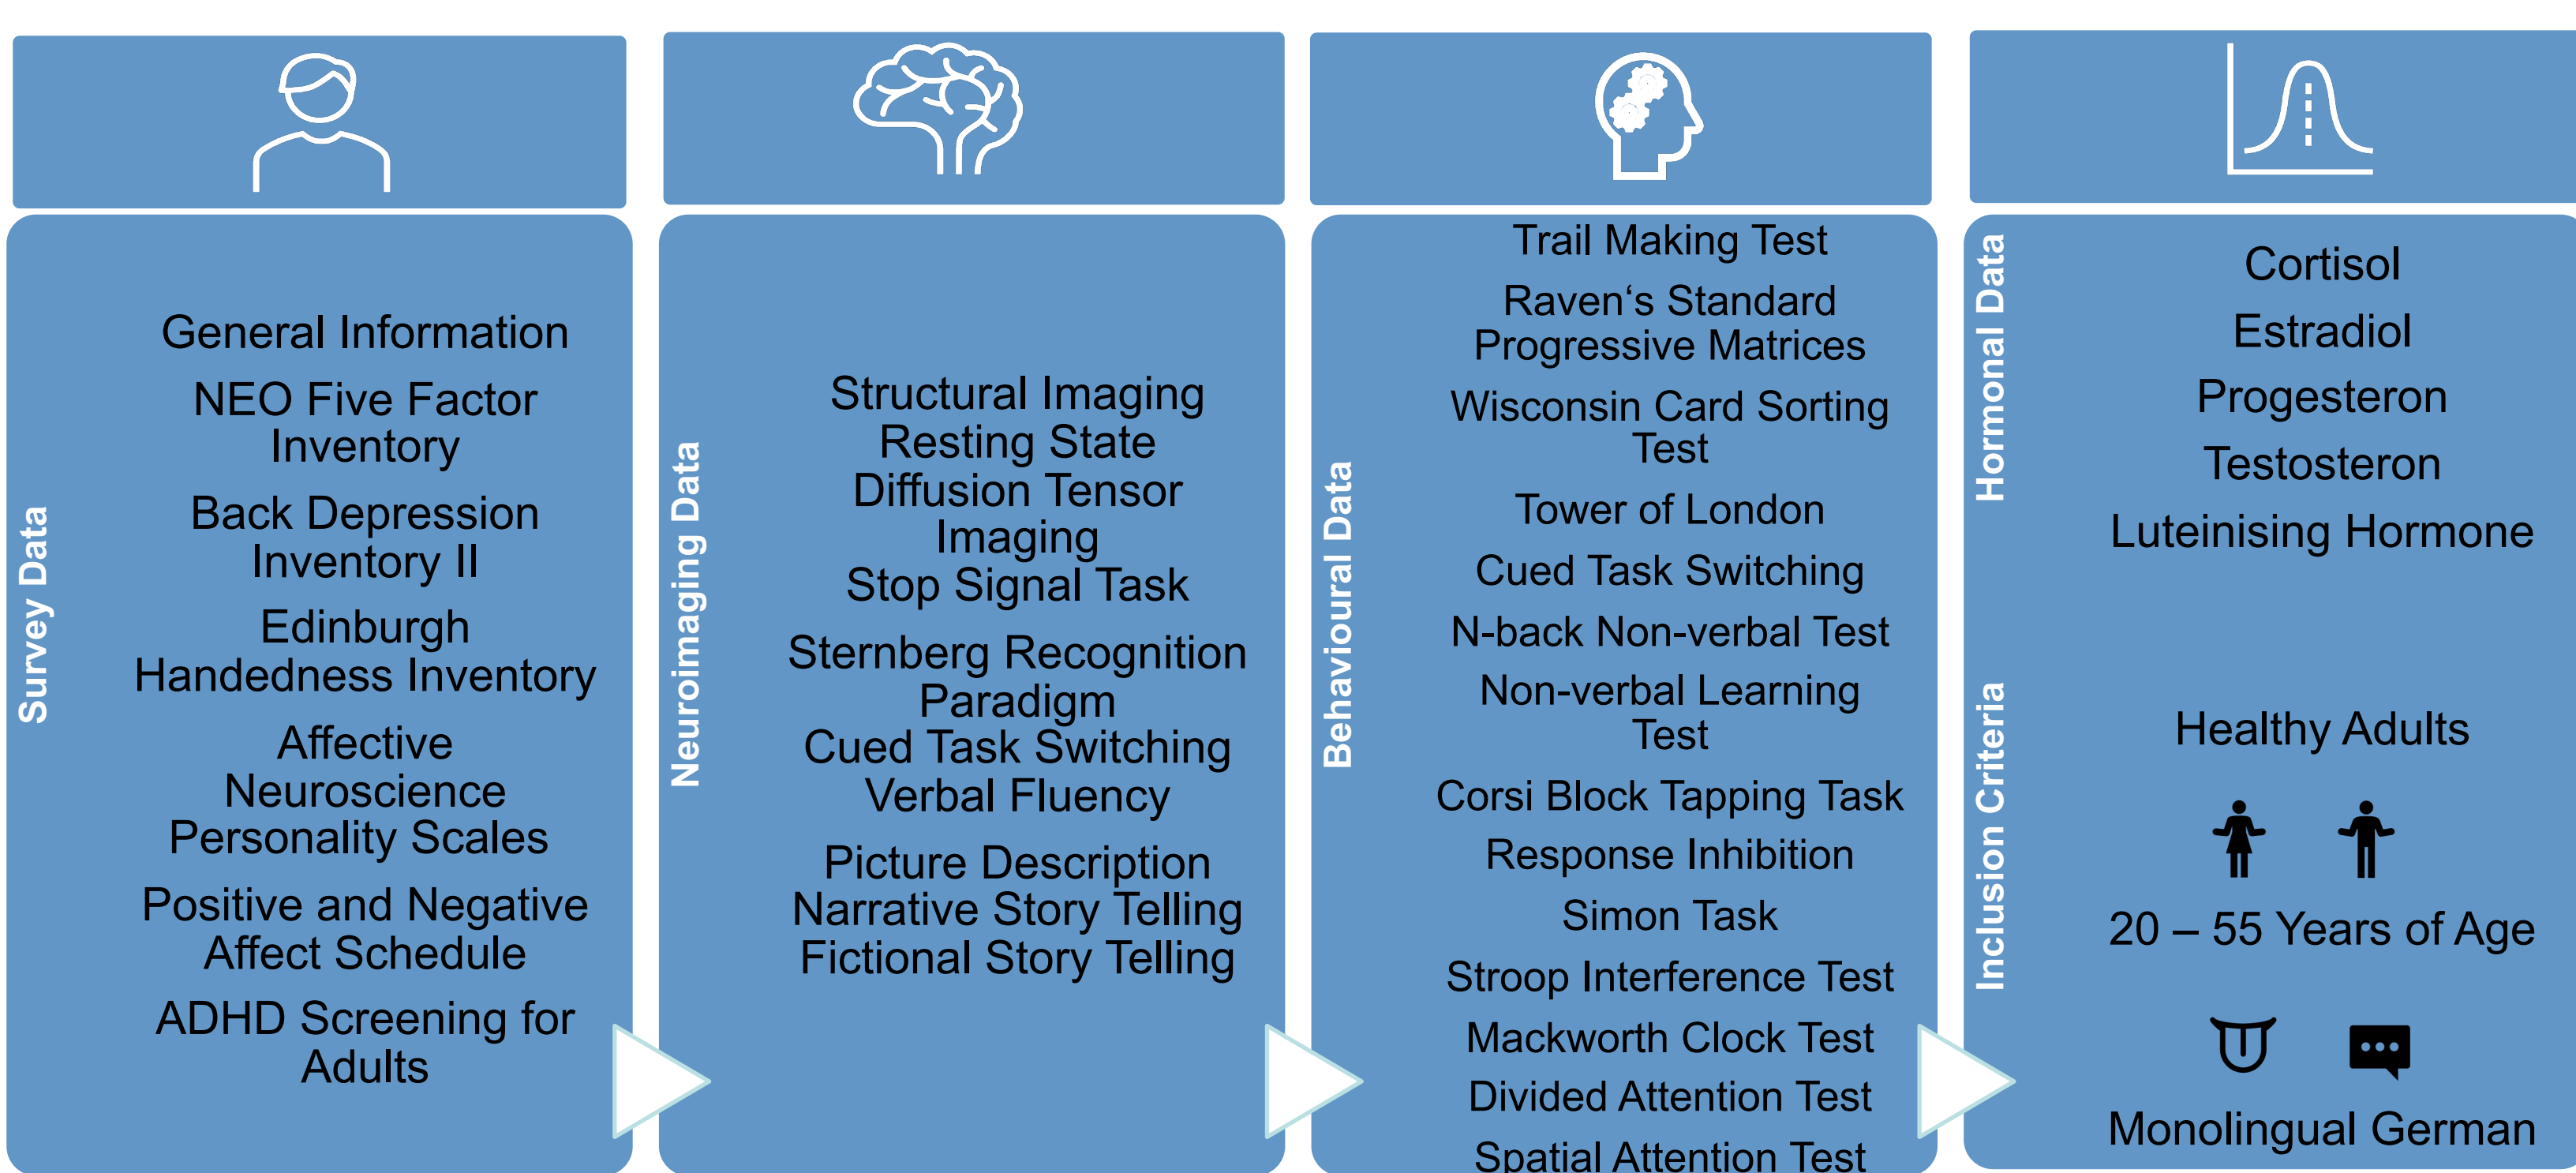 Survey Data
General Information
NEO Five Factor
Inventory
Back Depression
Inventory II
Edinburgh
Handedness Inventory
Affective
Neuroscience
Personality Scales
Positive and Negative
Affect Schedule
ADHD Screening for
Adults
Neuroimaging Data
Structural Imaging
Resting State
Diffusion Tensor
Imaging
Stop Signal Task
Sternberg Recognition
Paradigm
Cued Task Switching
Verbal Fluency
Picture Description
Narrative Story Telling
Fictional Story Telling
Behavioural Data
Trail Making Test
Raven‘s Standard
Progressive Matrices
Wisconsin Card Sorting
Test
Tower of London
Cued Task Switching
N-back Non-verbal Test
Non-verbal Learning
Test
Corsi Block Tapping Task
Response Inhibition
Simon Task
Stroop Interference Test
Mackworth Clock Test
Divided Attention Test
Spatial Attention Test
Hormonal Data
Cortisol
Estradiol
Progesteron
Testosteron
Luteinising Hormone
Inclusion Criteria
Healthy Adults
20 – 55 Years of Age
Monolingual German